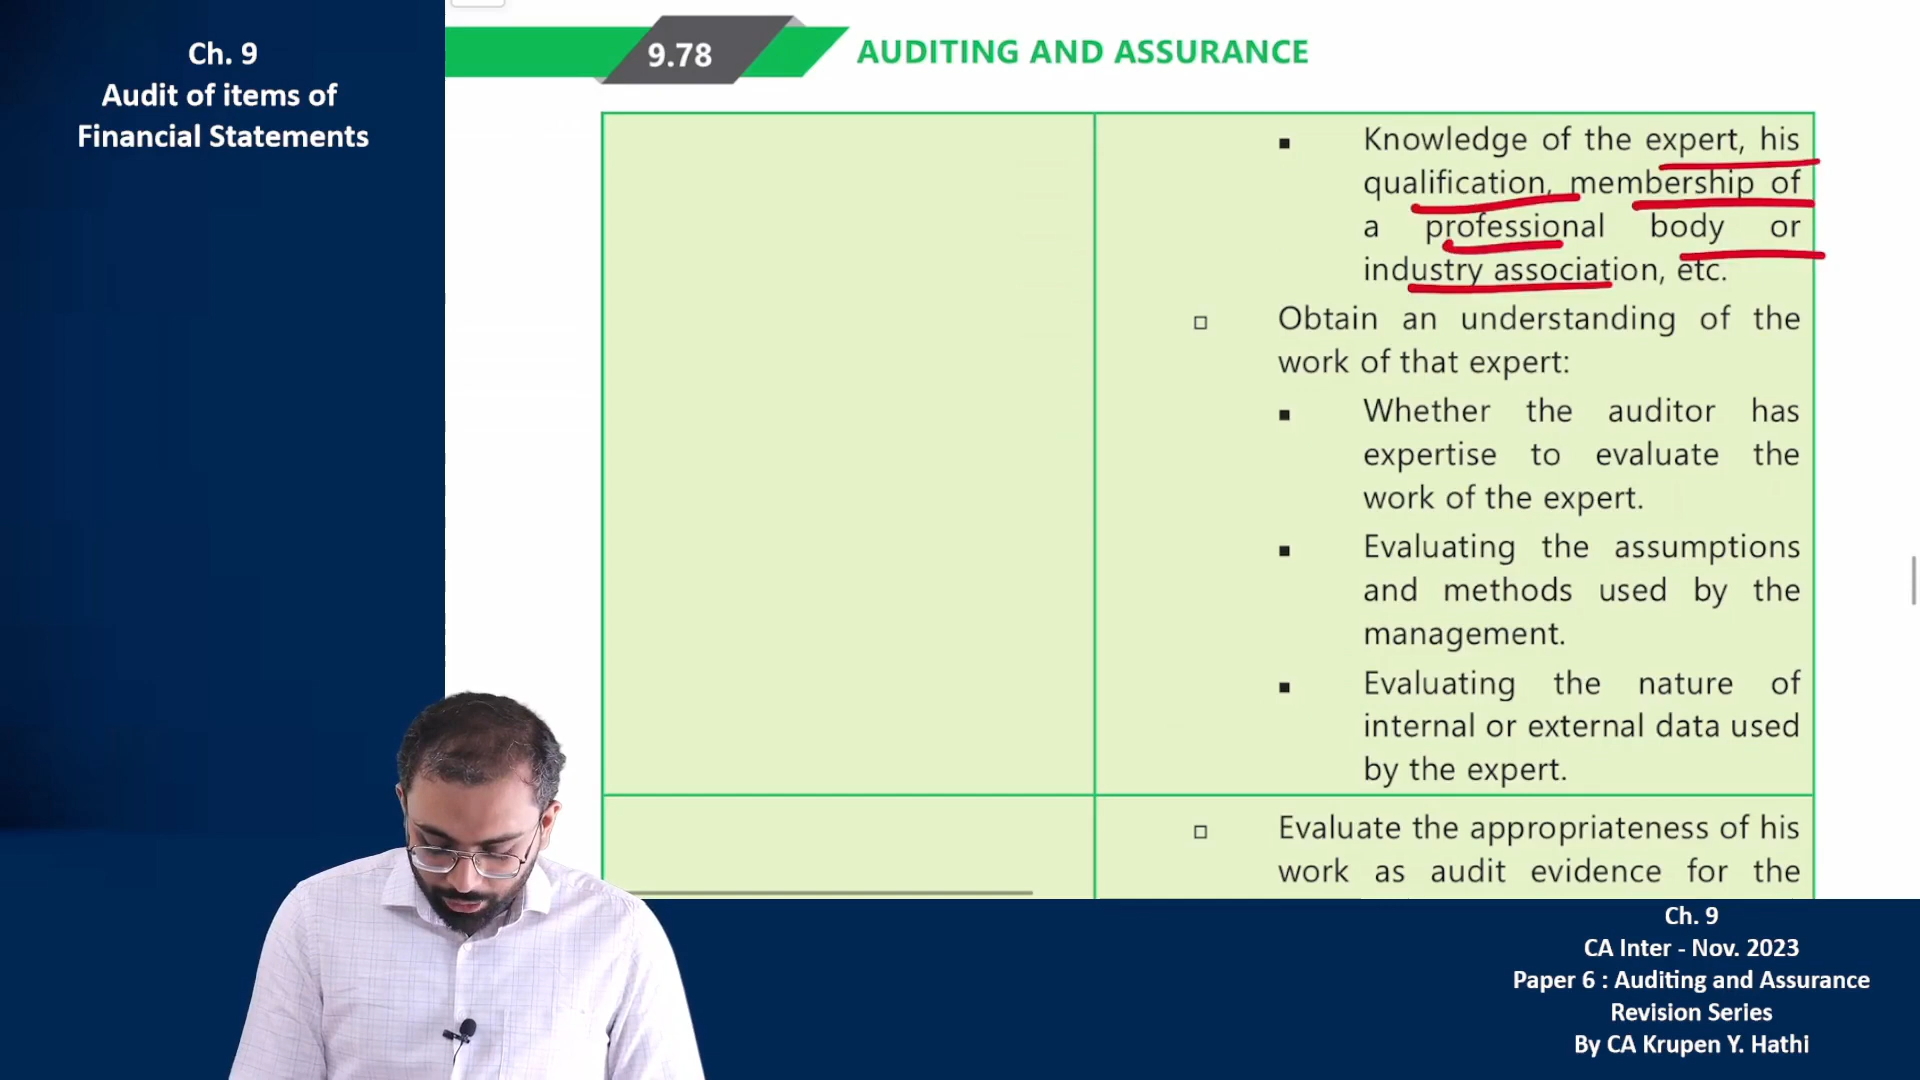 Ch. 9
Audit of items of
Financial Statements
9.78
AUDITING AND ASSURANCE
▪ Knowledge of the expert, his
qualification, membership of
a professional body or
industry association, etc.
□ Obtain an understanding of the
work of that expert:
▪ Whether the auditor has
expertise to evaluate the
work of the expert.
▪ Evaluating the assumptions
and methods used by the
management.
▪ Evaluating the nature of
internal or external data used
by the expert.
□ Evaluate the appropriateness of his
work as audit evidence for the
Ch. 9
CA Inter - Nov. 2023
Paper 6 : Auditing and Assurance
Revision Series
By CA Krupen Y. Hathi